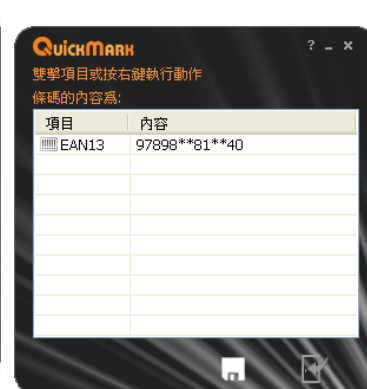 QuickMark
? _ ×
雙擊項目或按右鍵執行動作
條碼的內容爲:
項目 內容
EAN13 97898**81**40